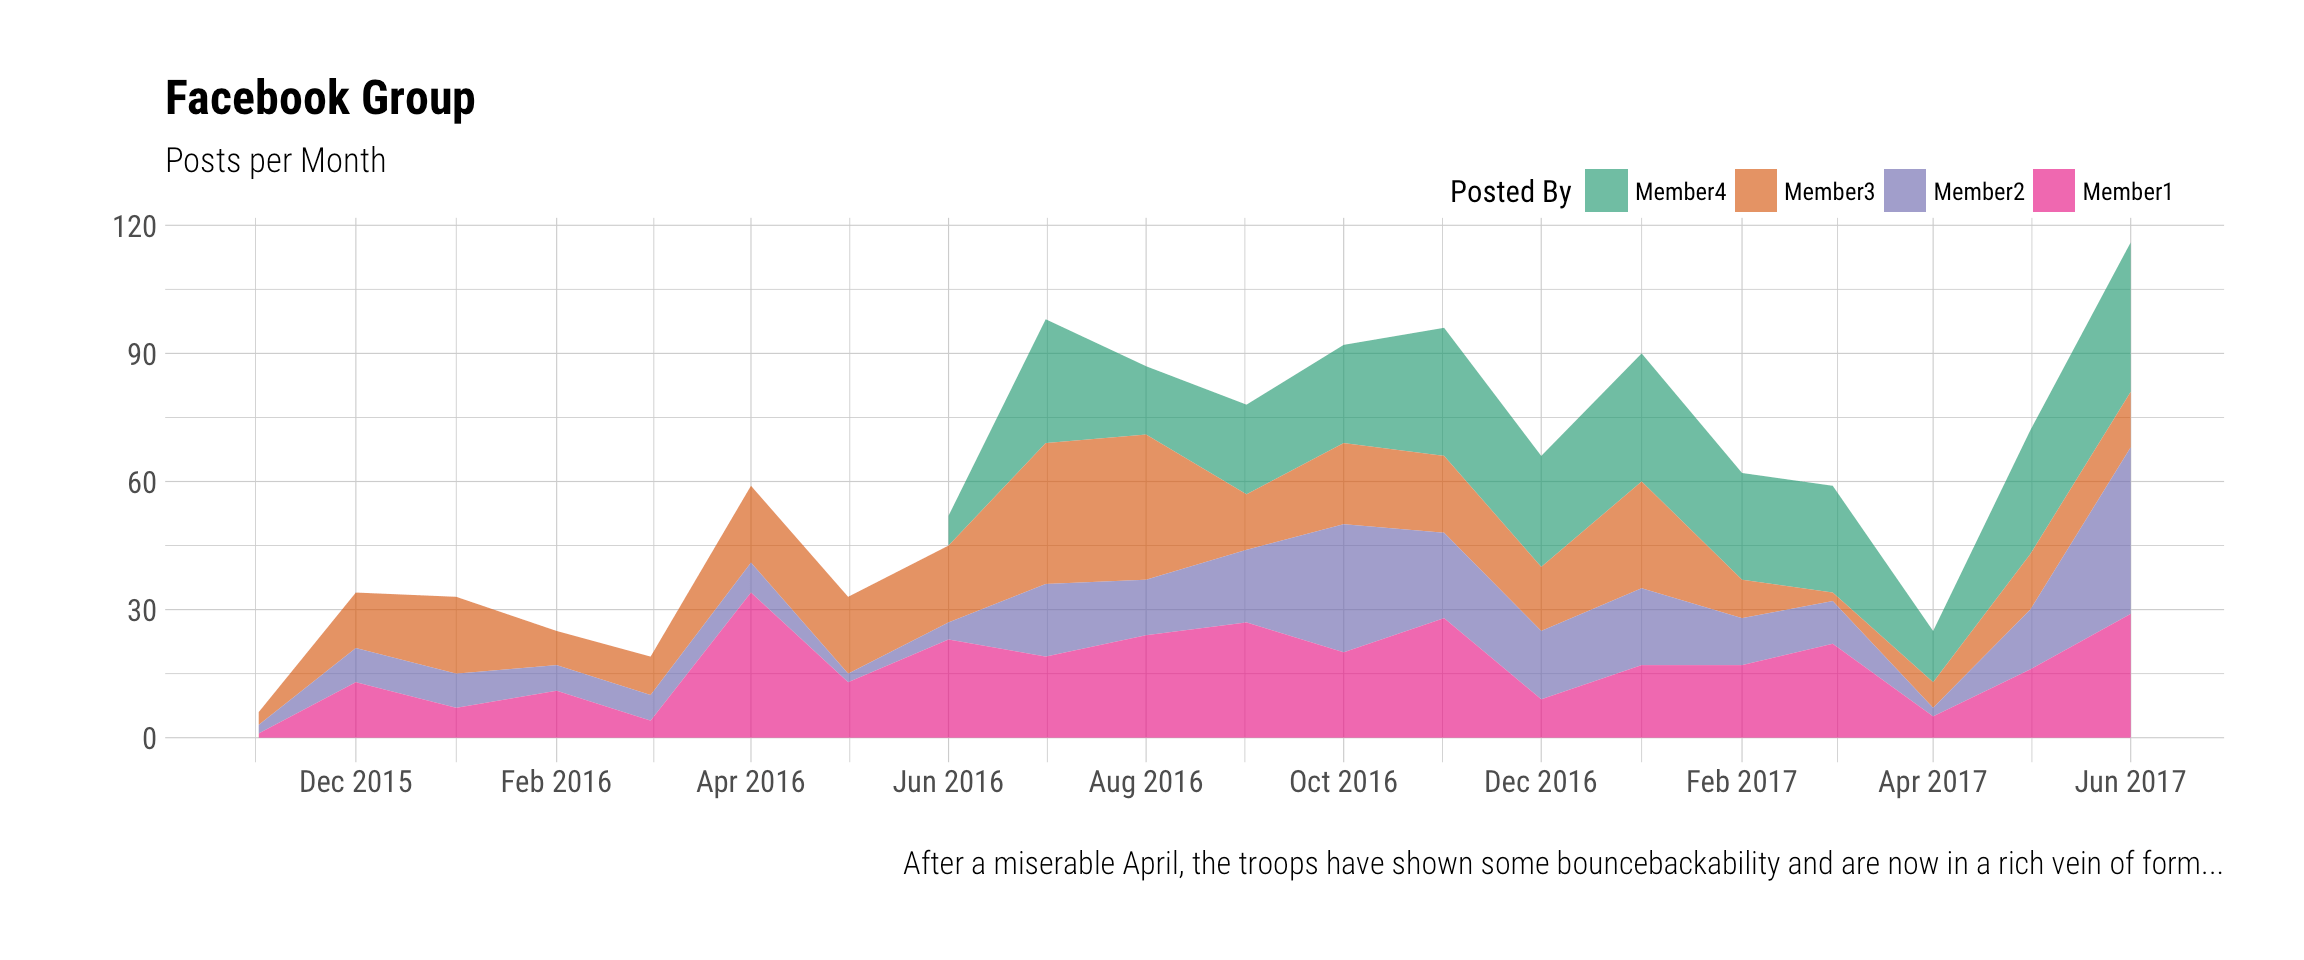 Facebook Group
Posts per Month
Posted By Member4 Member3 Member2 Member1
120
90
60
30
0
Dec 2015 Feb 2016 Apr 2016 Jun 2016 Aug 2016 Oct 2016 Dec 2016 Feb 2017 Apr 2017 Jun 2017
After a miserable April, the troops have shown some bouncebackability and are now in a rich vein of form...